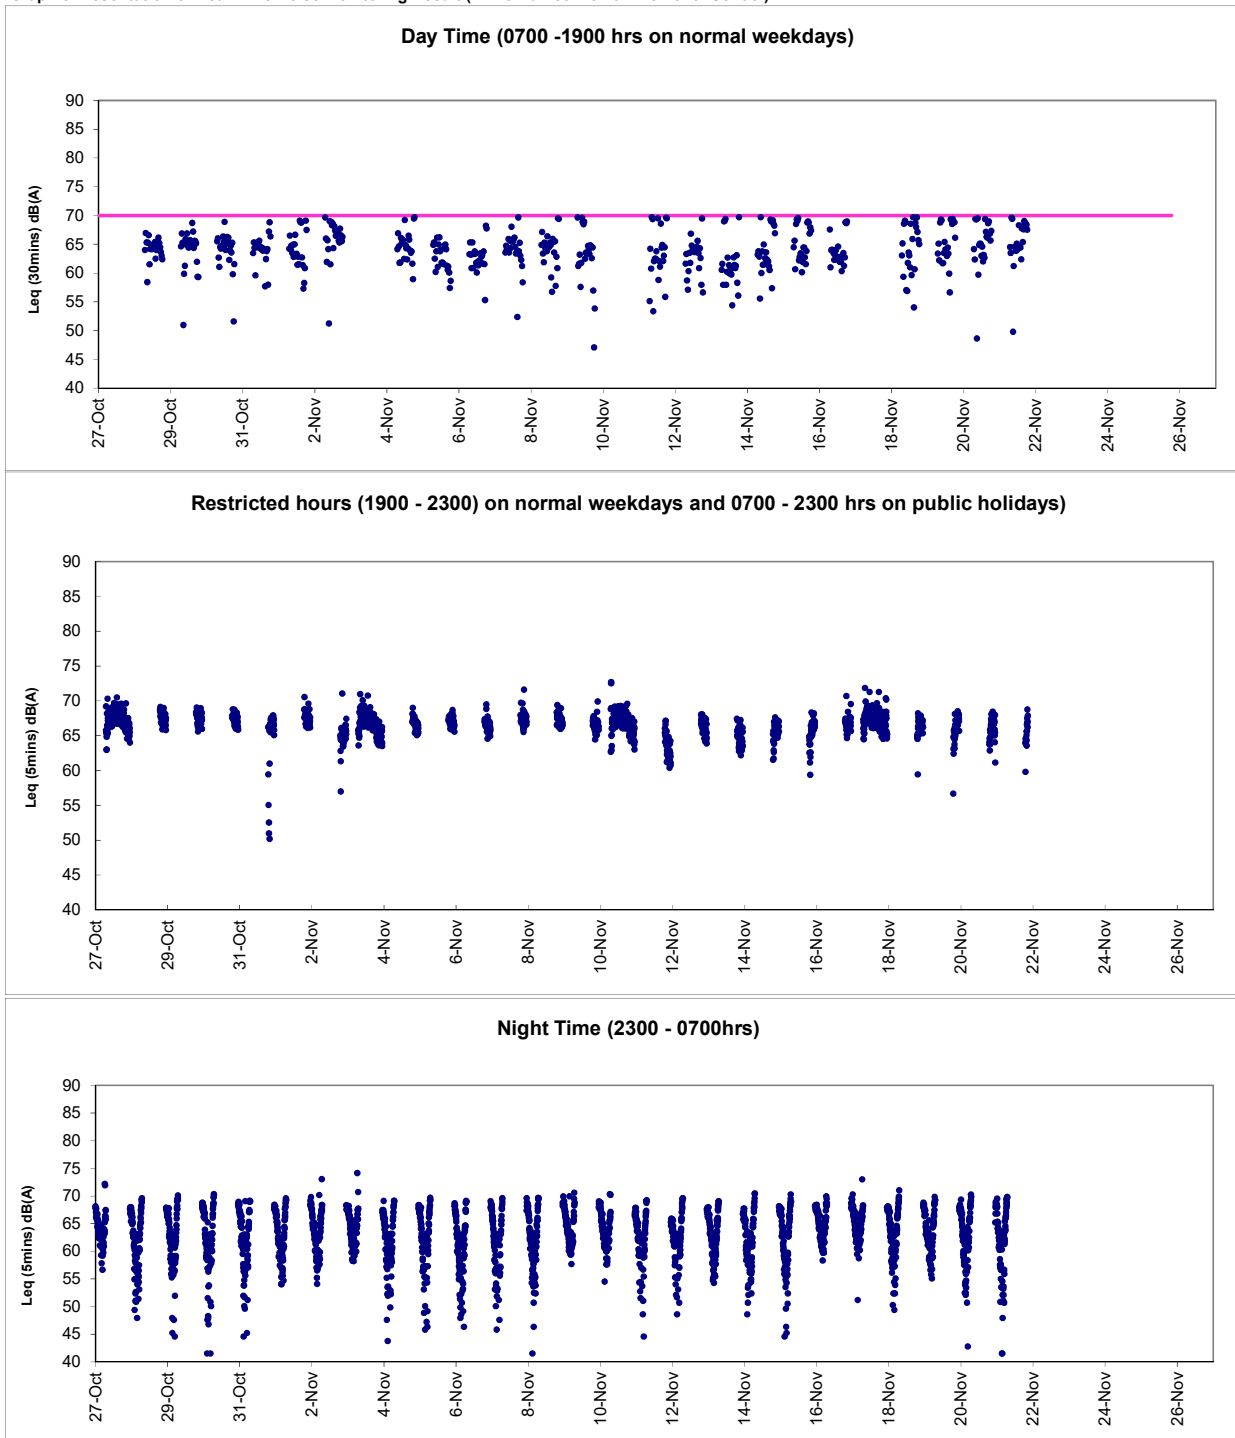 Day Time (0700 -1900 hrs on normal weekdays)
Leq (30mins) dB(A)
90
85
80
75
70
65
60
55
50
45
40
27-Oct
29-Oct
31-Oct
2-Nov
4-Nov
6-Nov
8-Nov
10-Nov
12-Nov
14-Nov
16-Nov
18-Nov
20-Nov
22-Nov
24-Nov
26-Nov
Restricted hours (1900 - 2300) on normal weekdays and 0700 - 2300 hrs on public holidays)
Leq (5mins) dB(A)
90
85
80
75
70
65
60
55
50
45
40
27-Oct
29-Oct
31-Oct
2-Nov
4-Nov
6-Nov
8-Nov
10-Nov
12-Nov
14-Nov
16-Nov
18-Nov
20-Nov
22-Nov
24-Nov
26-Nov
Night Time (2300 - 0700hrs)
Leq (5mins) dB(A)
90
85
80
75
70
65
60
55
50
45
40
27-Oct
29-Oct
31-Oct
2-Nov
4-Nov
6-Nov
8-Nov
10-Nov
12-Nov
14-Nov
16-Nov
18-Nov
20-Nov
22-Nov
24-Nov
26-Nov